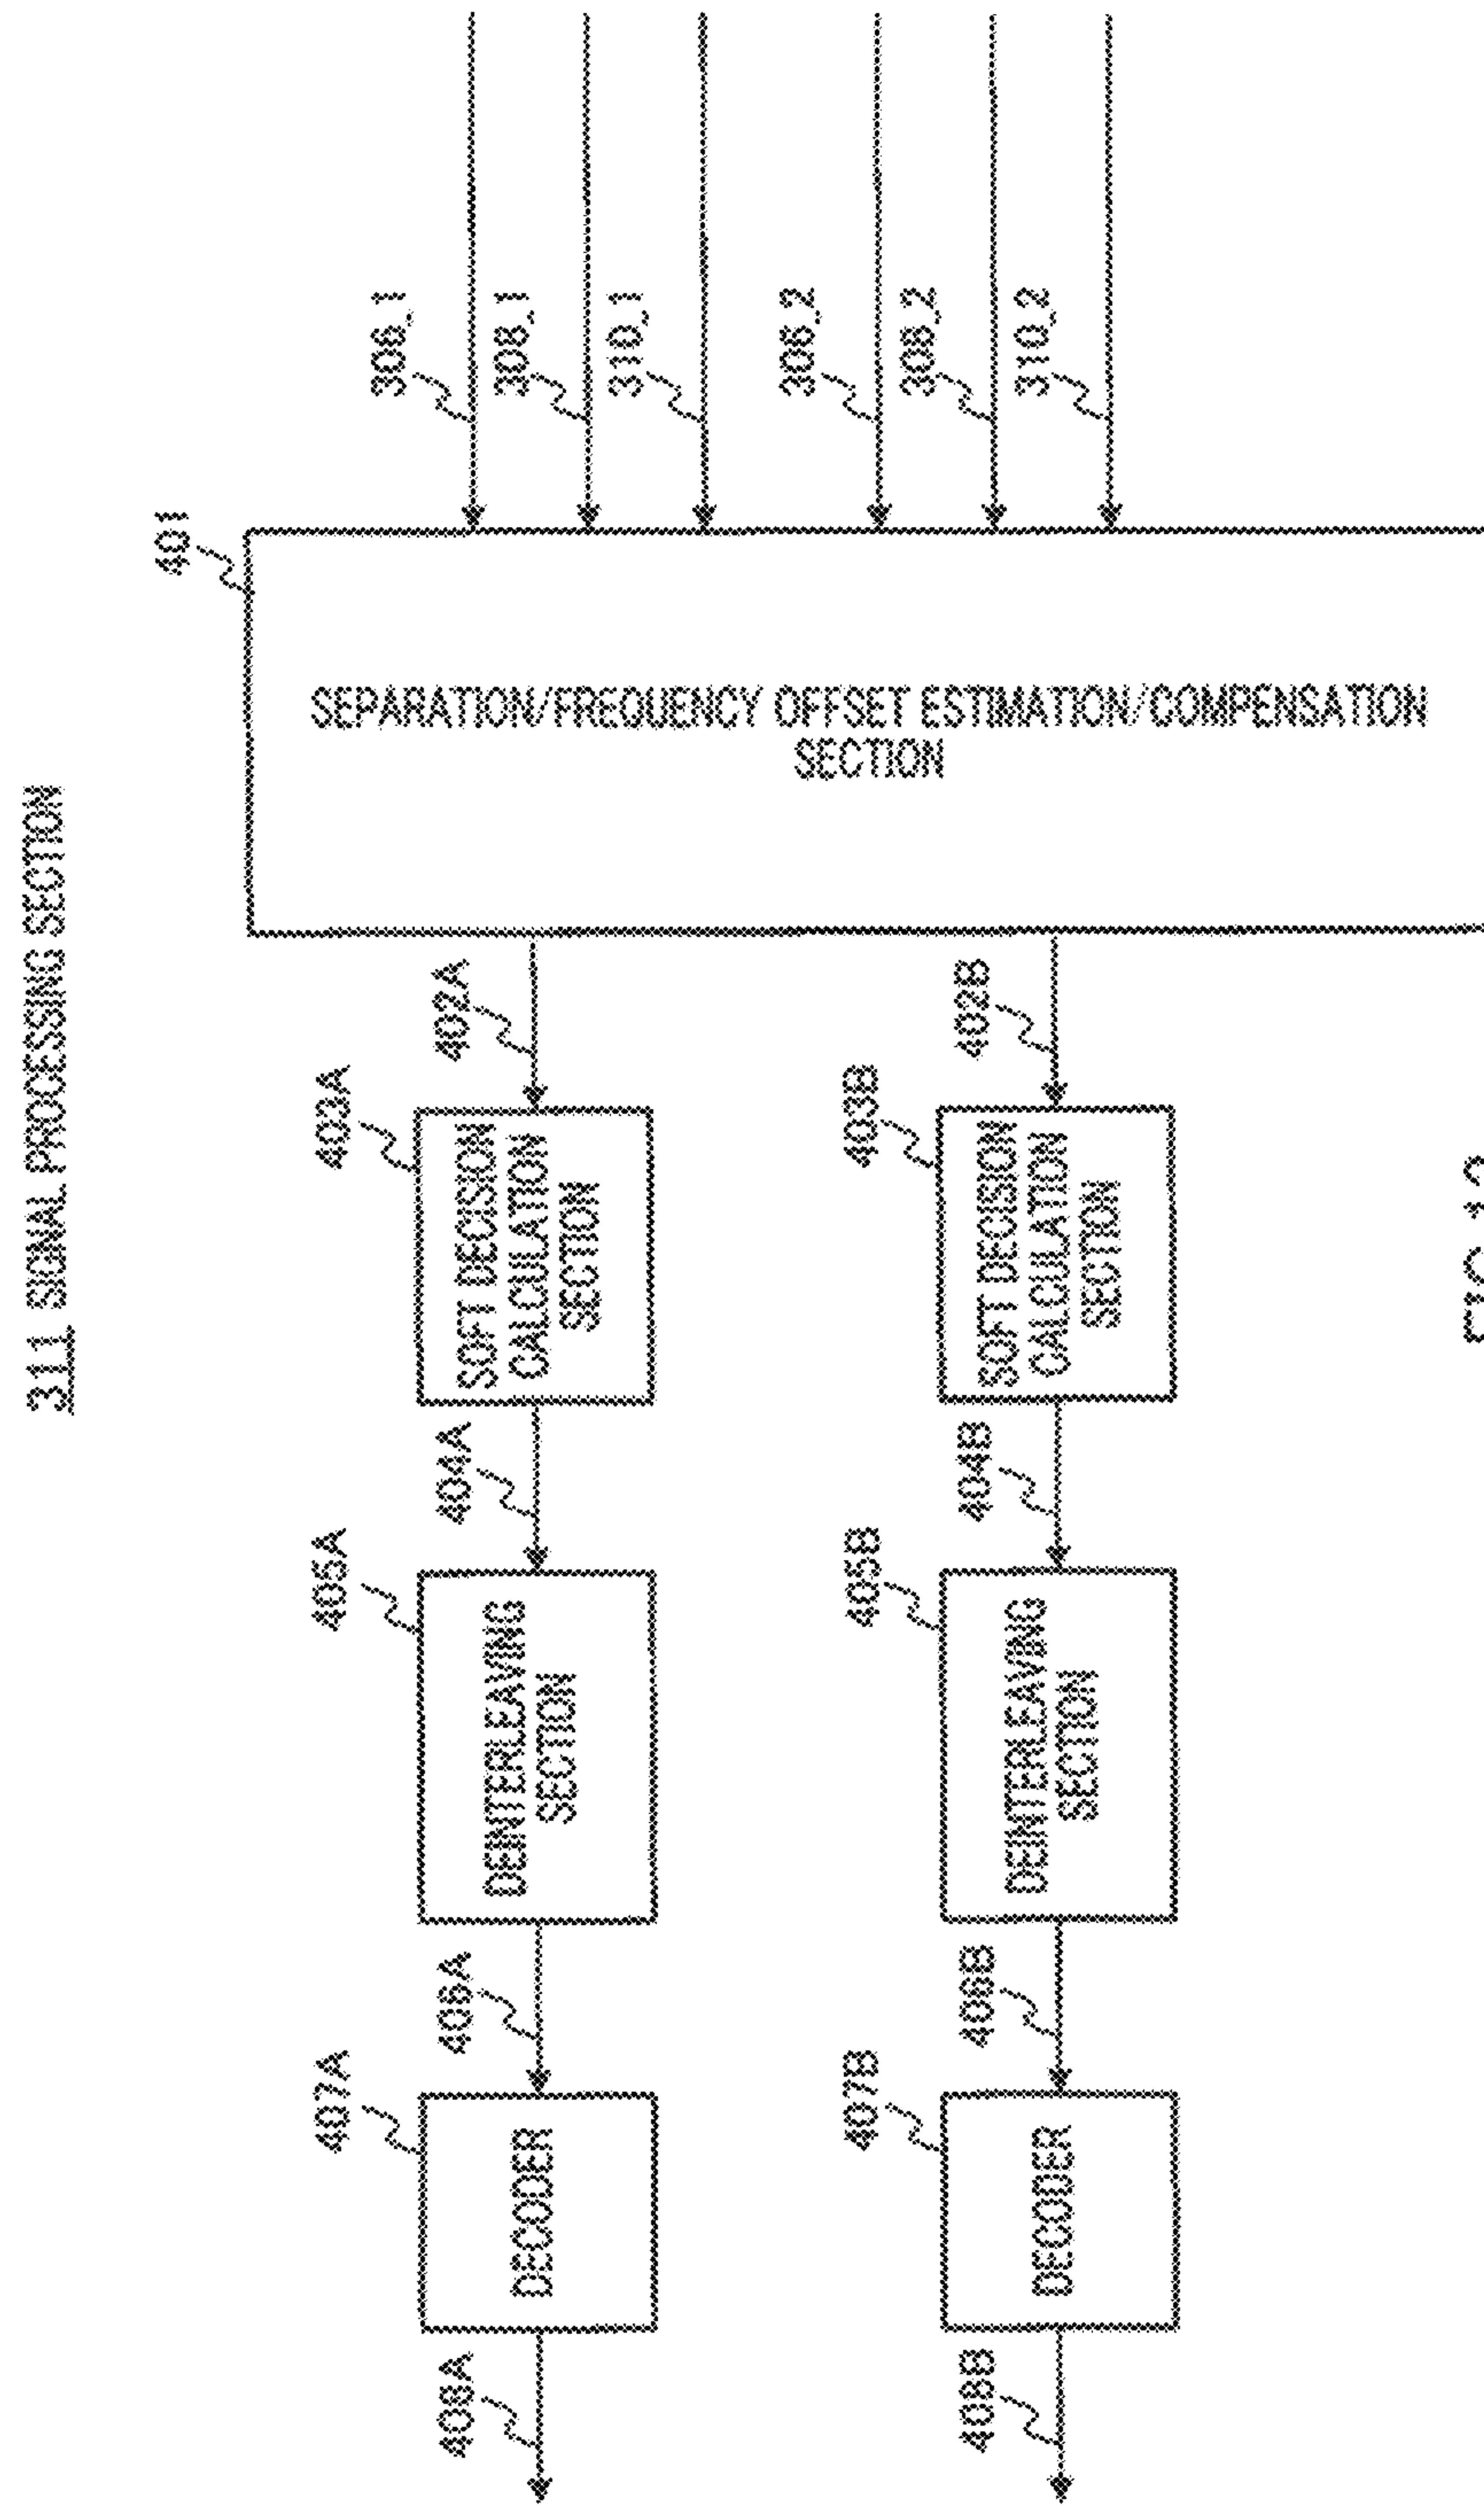 311 SIGNAL PROCESSING SECTION
401
306_1
308_1
310_1
306_2
308_2
310_2
SEPARATION/FREQUENCY OFFSET ESTIMATION/COMPENSATION
SECTION
402A
403A
SOFT DECISION
CALCULATION
SECTION
404A
405A
DEINTERLEAVING
SECTION
406A
407A
DECODER
408A
402B
403B
SOFT DECISION
CALCULATION
SECTION
404B
405B
DEINTERLEAVING
SECTION
406B
407B
DECODER
408B